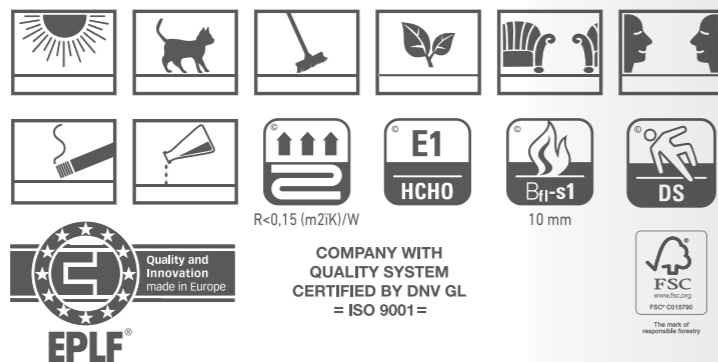 ©
©
©
©
E1
HCHO
Bfl-s1
DS
R<0,15 (m2ïK)/W
10 mm
Quality and
Innovation
made in Europe
EPLF®
COMPANY WITH
QUALITY SYSTEM
CERTIFIED BY DNV GL
= ISO 9001 =
FSC
www.fsc.org
FSC® C015790
The mark of
responsible forestry